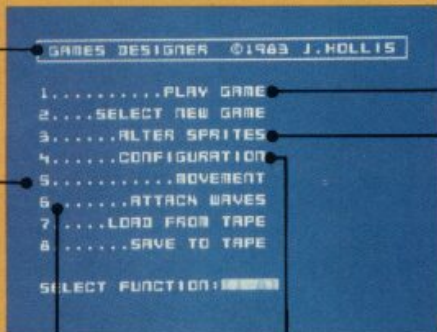 GAMES DESIGNER ©1983 J.HOLLIS
1..........PLAY GAME
2....SELECT NEW GAME
3......ALTER SPRITES
4......CONFIGURATION
5...........MOVEMENT
6.......ATTACK WAVES
7.....LOAD FROM TAPE
8.......SAVE TO TAPE
SELECT FUNCTION: